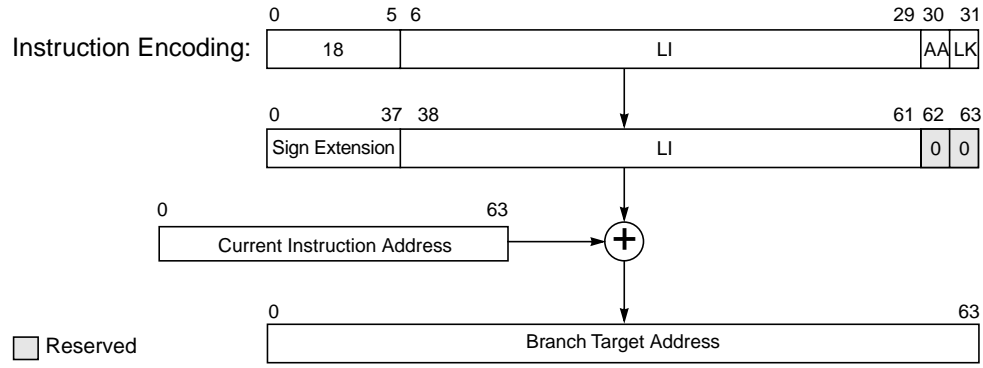 0 5 6 29 30 31
Instruction Encoding: 18 LI AA LK
0 37 38 61 62 63
Sign Extension LI 0 0
0 63
Current Instruction Address +
0 63
Branch Target Address
Reserved